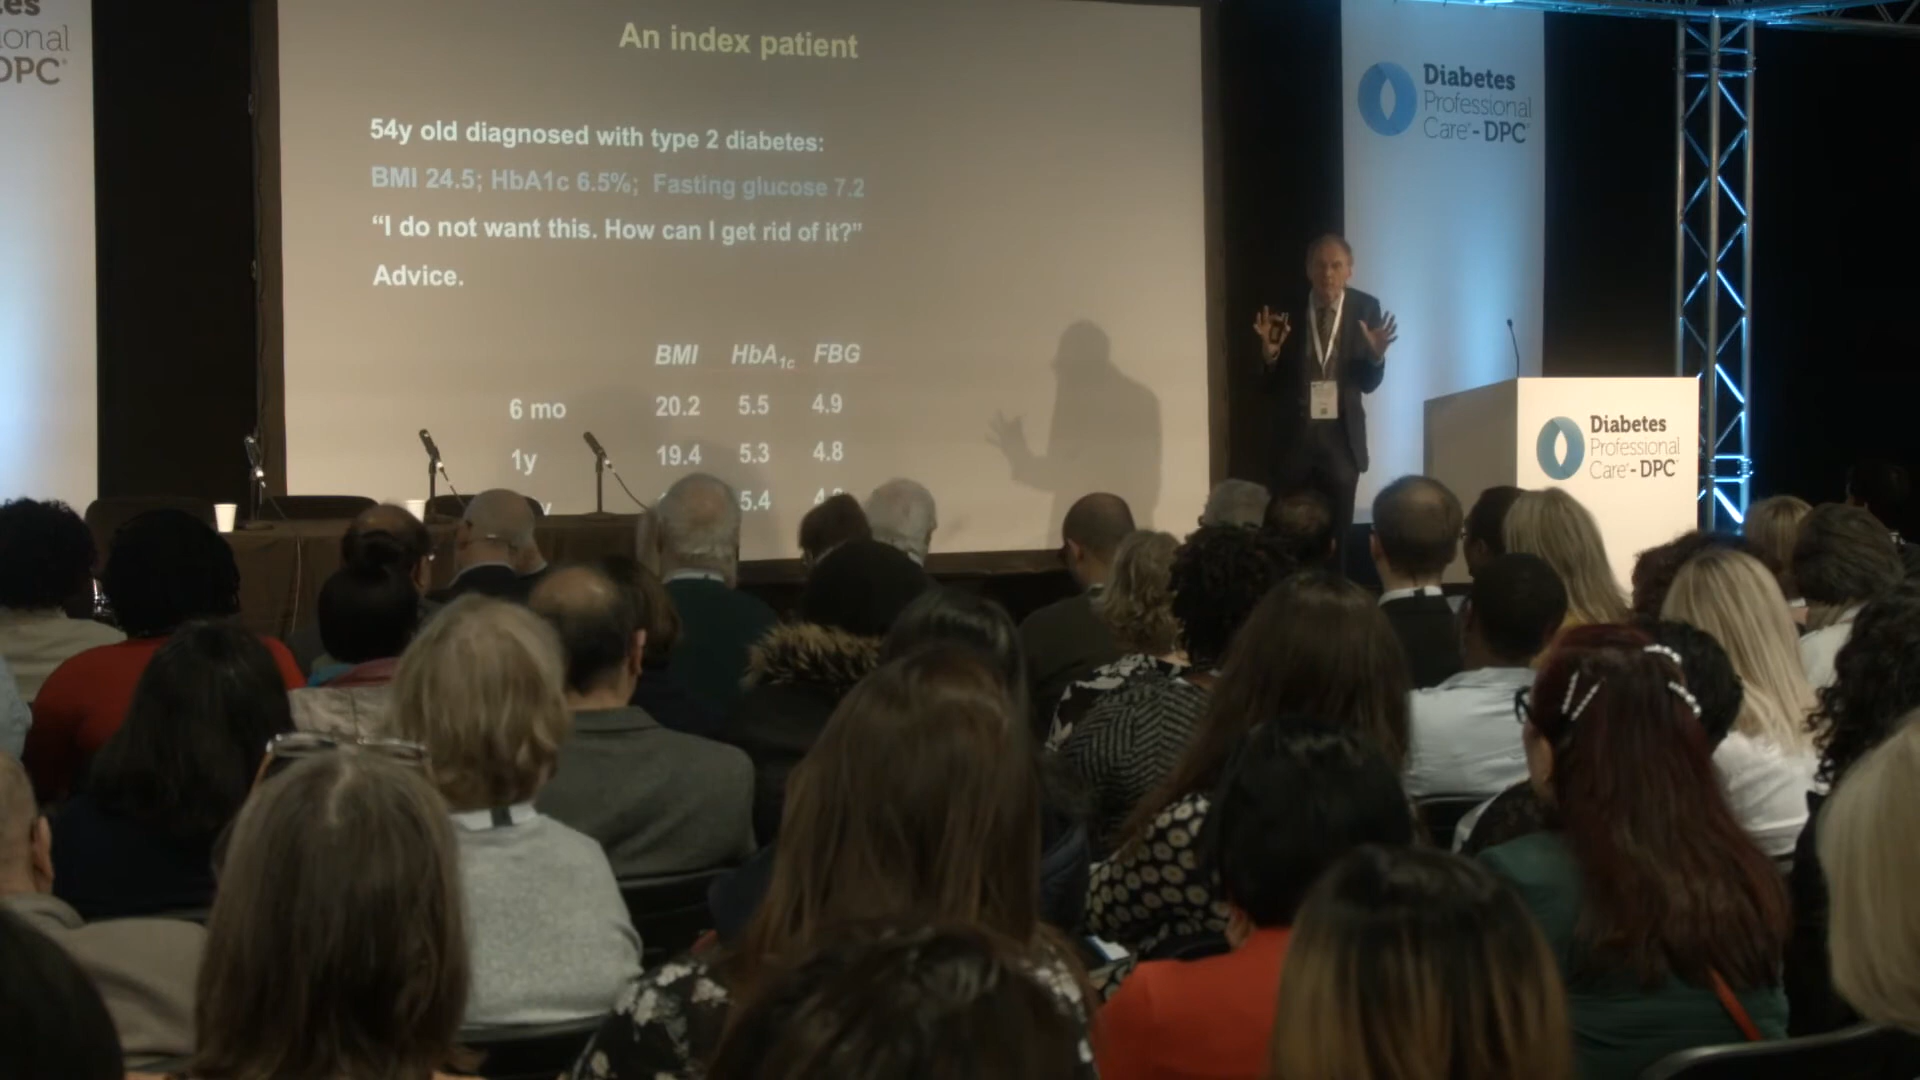 An index patient
54y old diagnosed with type 2 diabetes:
BMI 24.5; HbA1c 6.5%; Fasting glucose 7.2
“I do not want this. How can I get rid of it?”
Advice.
BMI HbA1c FBG
6 mo 20.2 5.5 4.9
1y 19.4 5.3 4.8
5.4
Diabetes
Professional
Care - DPC
Diabetes
Professional
Care - DPC
DPC